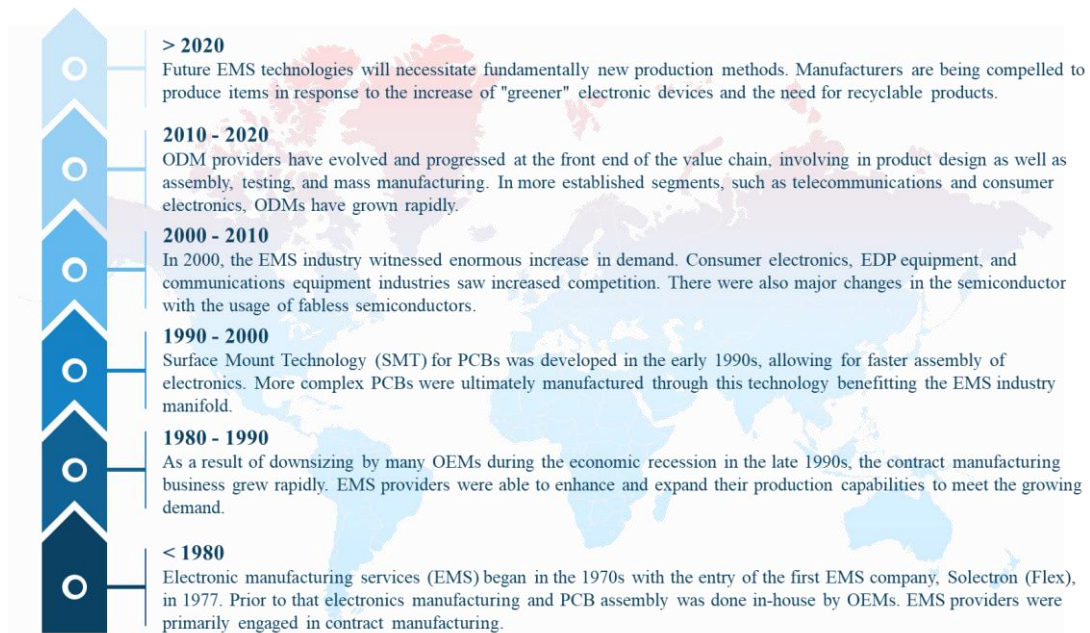 > 2020
Future EMS technologies will necessitate fundamentally new production methods. Manufacturers are being compelled to
produce items in response to the increase of "greener" electronic devices and the need for recyclable products.
2010 - 2020
ODM providers have evolved and progressed at the front end of the value chain, involving in product design as well as
assembly, testing, and mass manufacturing. In more established segments, such as telecommunications and consumer
electronics, ODMs have grown rapidly.
2000 - 2010
In 2000, the EMS industry witnessed enormous increase in demand. Consumer electronics, EDP equipment, and
communications equipment industries saw increased competition. There were also major changes in the semiconductor
with the usage of fabless semiconductors.
1990 - 2000
Surface Mount Technology (SMT) for PCBs was developed in the early 1990s, allowing for faster assembly of
electronics. More complex PCBs were ultimately manufactured through this technology benefitting the EMS industry
manifold.
1980 - 1990
As a result of downsizing by many OEMs during the economic recession in the late 1990s, the contract manufacturing
business grew rapidly. EMS providers were able to enhance and expand their production capabilities to meet the growing
demand.
< 1980
Electronic manufacturing services (EMS) began in the 1970s with the entry of the first EMS company, Solectron (Flex),
in 1977. Prior to that electronics manufacturing and PCB assembly was done in-house by OEMs. EMS providers were
primarily engaged in contract manufacturing.